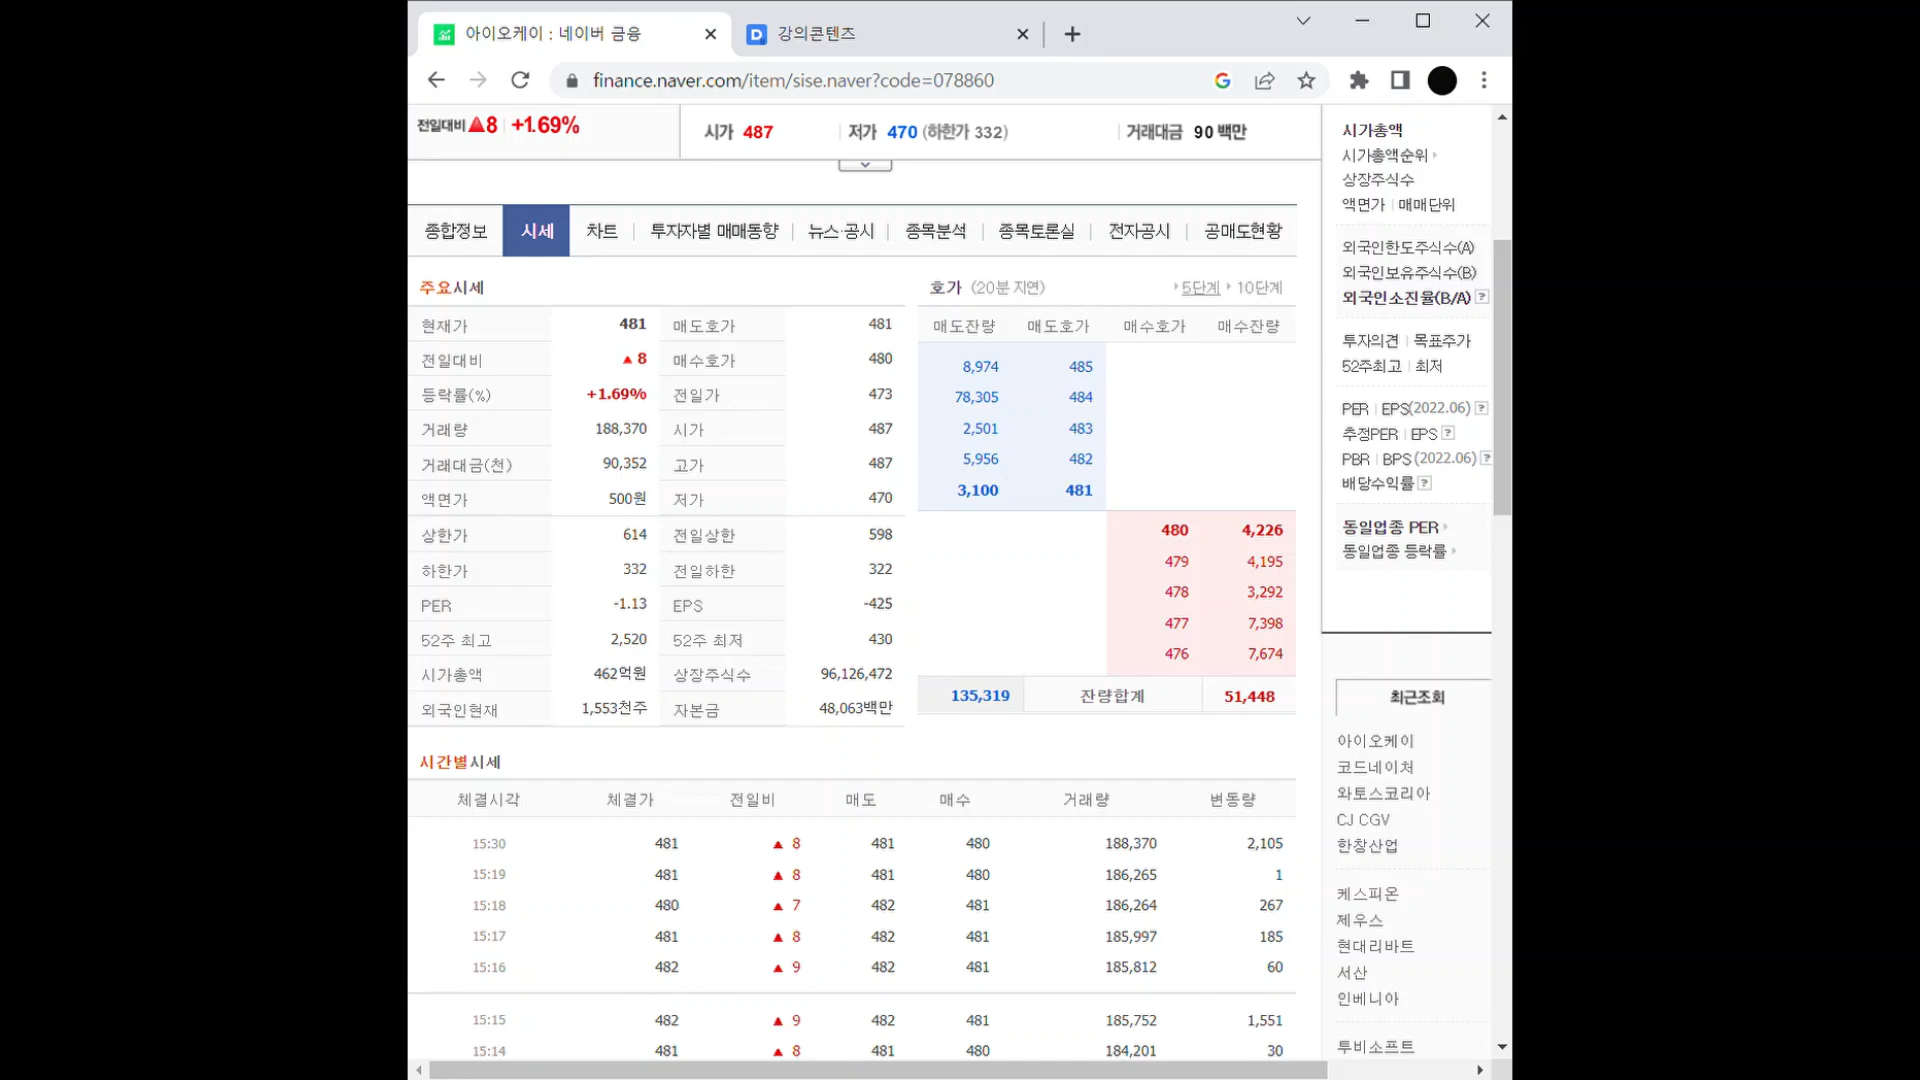 아이오케이 : 네이버 금융
강의콘텐츠
finance.naver.com/item/sise.naver?code=078860
전일대비 ▲8 +1.69%
시가 487 저가 470 (하한가 332) 거래대금 90 백만
종합정보 시세 차트 투자자별 매매동향 뉴스·공시 종목분석 종목토론실 전자공시 공매도현황
주요시세
현재가 481 매도호가 481
전일대비 ▲ 8 매수호가 480
등락률(%) +1.69% 전일가 473
거래량 188,370 시가 487
거래대금(천) 90,352 고가 487
액면가 500원 저가 470
상한가 614 전일상한 598
하한가 332 전일하한 322
PER -1.13 EPS -425
52주 최고 2,520 52주 최저 430
시가총액 462억원 상장주식수 96,126,472
외국인현재 1,553천주 자본금 48,063백만
호가 (20분 지연) 5단계 10단계
매도잔량 매도호가 매수호가 매수잔량
8,974 485
78,305 484
2,501 483
5,956 482
3,100 481
480 4,226
479 4,195
478 3,292
477 7,398
476 7,674
135,319 잔량합계 51,448
시간별시세
체결시각 체결가 전일비 매도 매수 거래량 변동량
15:30 481 ▲ 8 481 480 188,370 2,105
15:19 481 ▲ 8 481 480 186,265 1
15:18 480 ▲ 7 482 481 186,264 267
15:17 481 ▲ 8 482 481 185,997 185
15:16 482 ▲ 9 482 481 185,812 60
15:15 482 ▲ 9 482 481 185,752 1,551
15:14 481 ▲ 8 481 480 184,201 30
시가총액
시가총액순위
상장주식수
액면가 매매단위
외국인한도주식수(A)
외국인보유주식수(B)
외국인소진율(B/A) ?
투자의견 목표주가
52주최고 최저
PER EPS(2022.06) ?
추정PER EPS ?
PBR BPS (2022.06) ?
배당수익률 ?
동일업종 PER
동일업종 등락률
최근조회
아이오케이
코드네이처
와토스코리아
CJ CGV
한창산업
케스피온
제우스
현대리바트
서산
인베니아
투비소프트